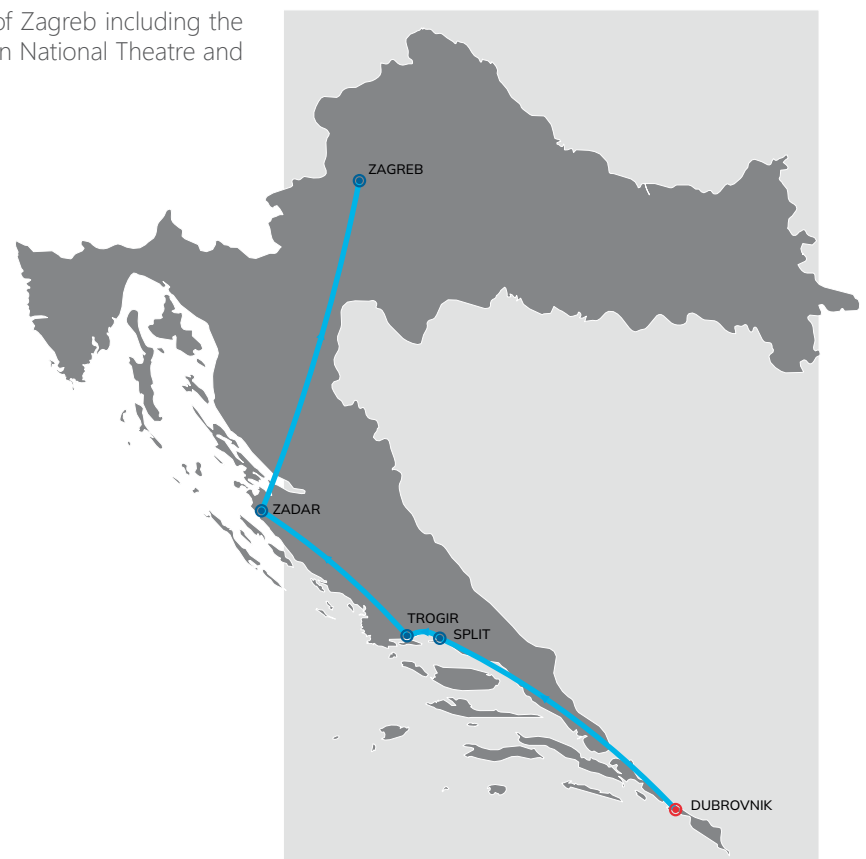 of Zagreb including the
n National Theatre and
ZAGREB
ZADAR
TROGIR
SPLIT
DUBROVNIK